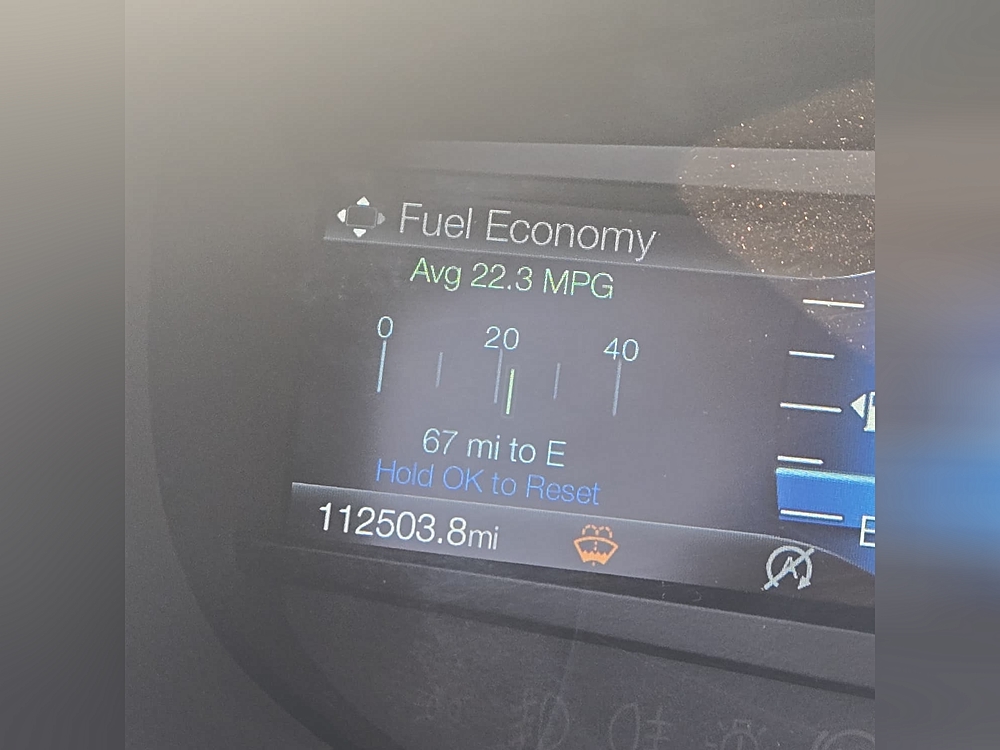 Fuel Economy
Avg 22.3 MPG
0 20 40
67 mi to E
Hold OK to Reset
112503.8mi
E